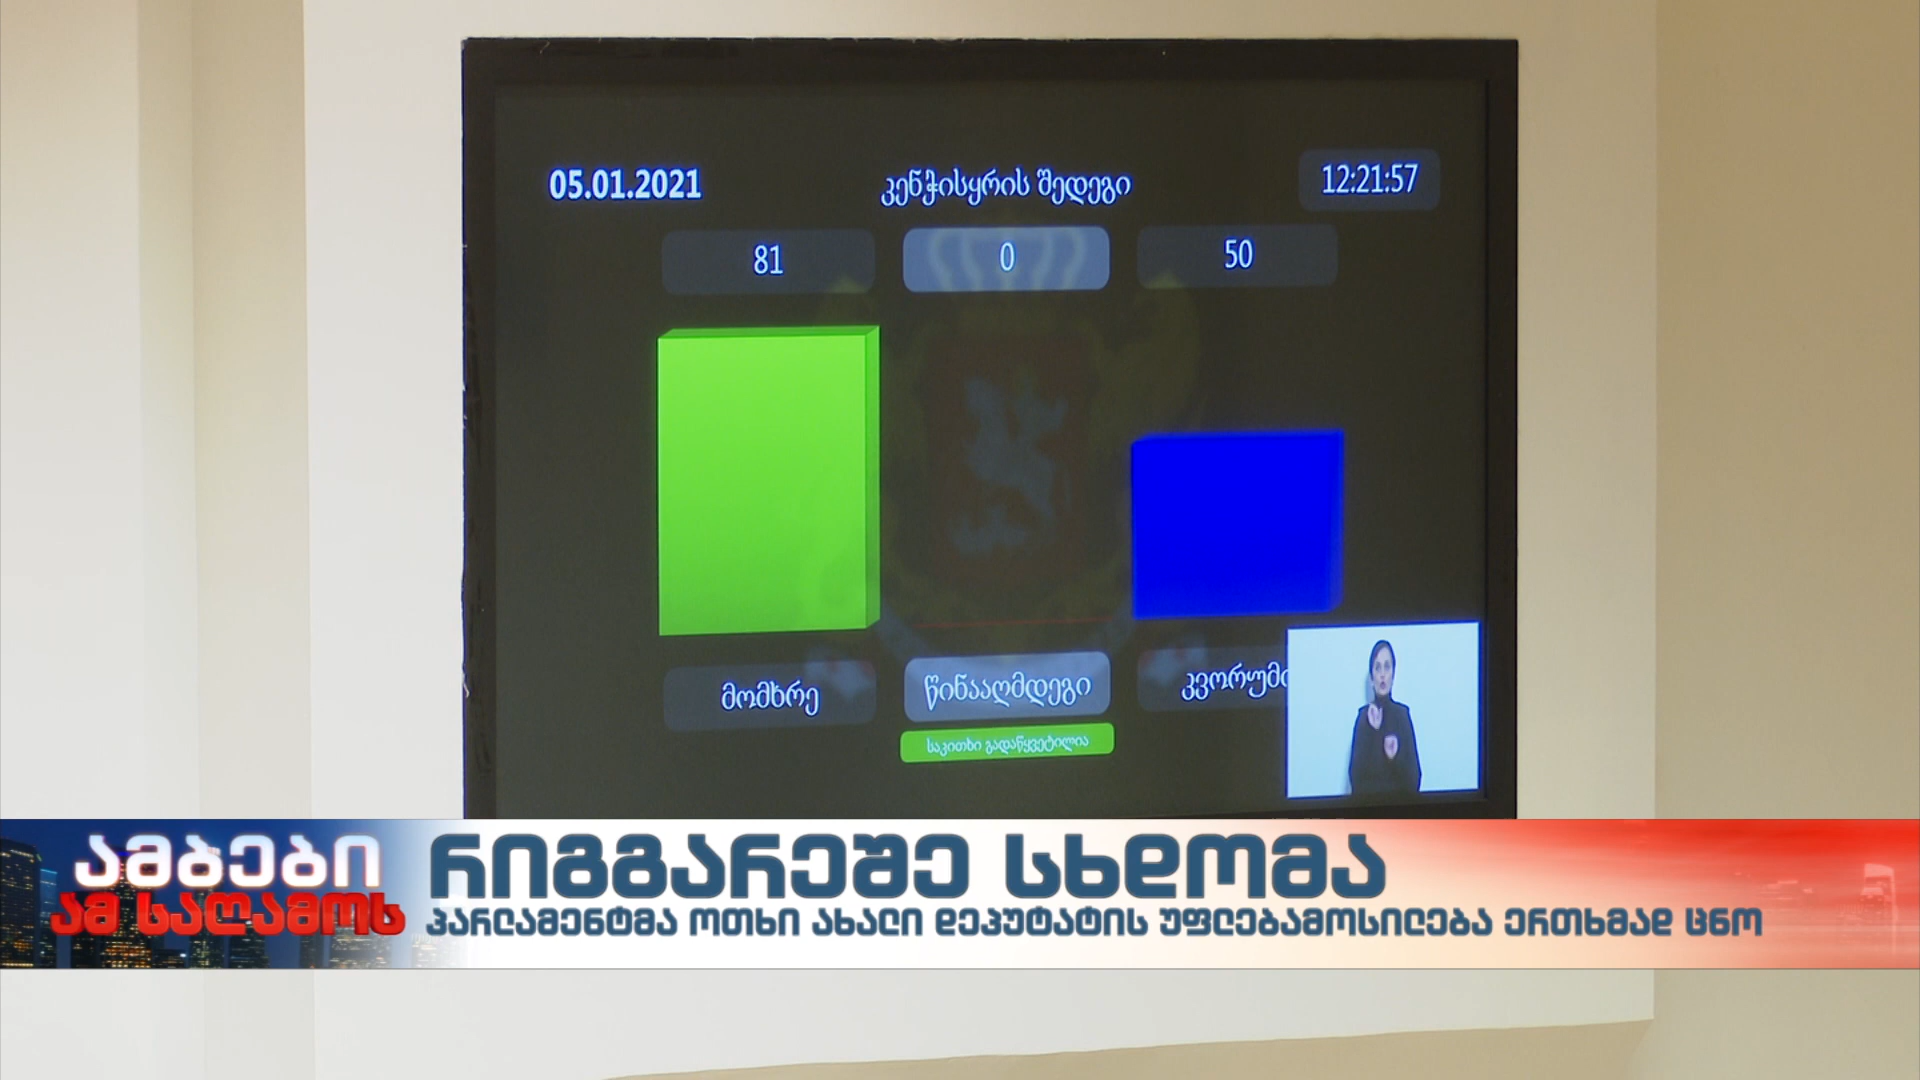 05.01.2021
კენჭისყრის შედეგი
12:21:57
81
0
50
მომხრე
წინააღმდეგი
კვორუმი
საკითხი გადაწყვეტილია
ამბები
ამ საღამოს
რიგგარეშე სხდომა
პარლამენტმა ოთხი ახალი დეპუტატის უფლებამოსილება ერთხმად ცნო